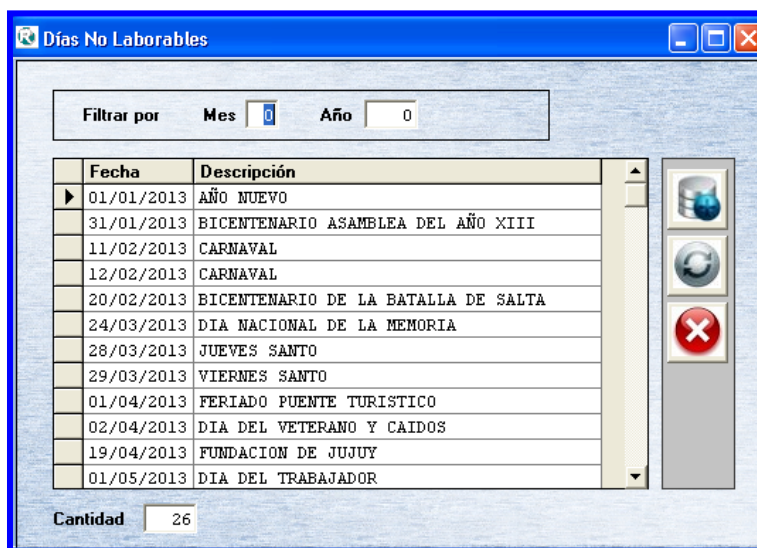 Días No Laborables
Filtrar por Mes 0 Año 0
Fecha Descripción
01/01/2013 AÑO NUEVO
31/01/2013 BICENTENARIO ASAMBLEA DEL AÑO XIII
11/02/2013 CARNAVAL
12/02/2013 CARNAVAL
20/02/2013 BICENTENARIO DE LA BATALLA DE SALTA
24/03/2013 DIA NACIONAL DE LA MEMORIA
28/03/2013 JUEVES SANTO
29/03/2013 VIERNES SANTO
01/04/2013 FERIADO PUENTE TURISTICO
02/04/2013 DIA DEL VETERANO Y CAIDOS
19/04/2013 FUNDACION DE JUJUY
01/05/2013 DIA DEL TRABAJADOR
Cantidad 26